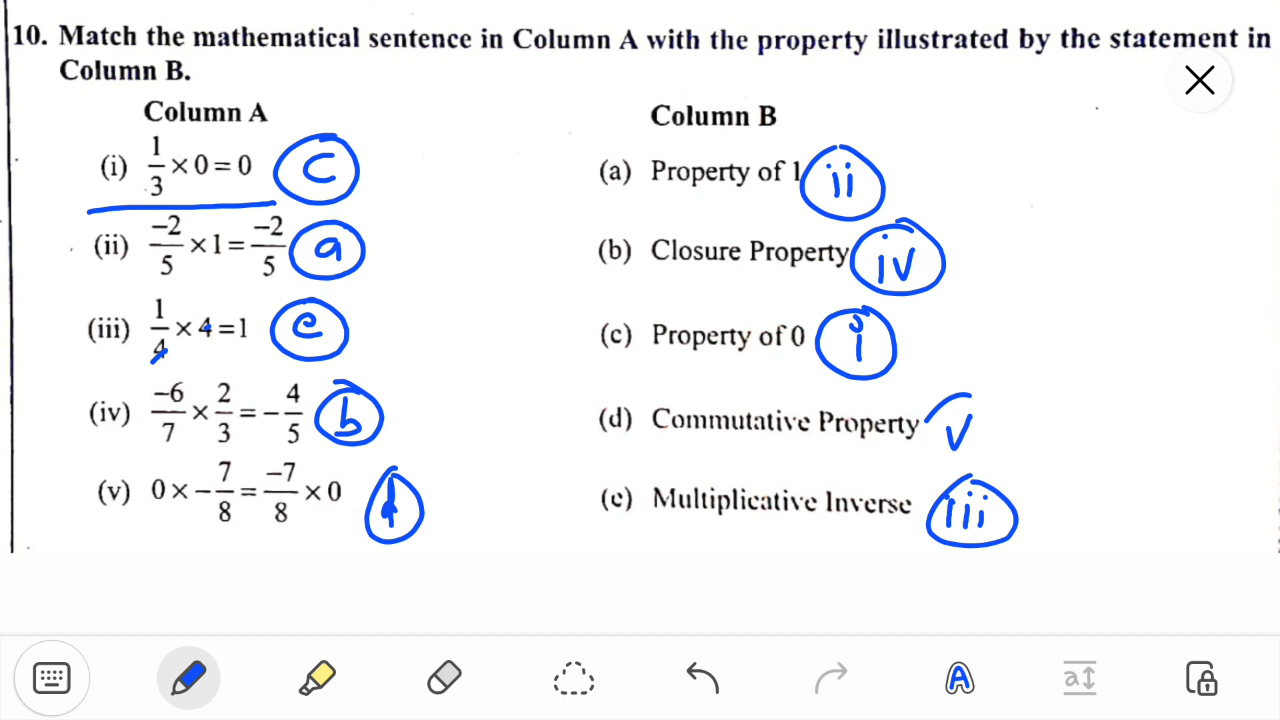 10. Match the mathematical sentence in Column A with the property illustrated by the statement in
Column B.
Column A Column B
(i) 1/3 × 0 = 0 C (a) Property of 1 ii
(ii) -2/5 × 1 = -2/5 a (b) Closure Property iv
(iii) 1/4 × 4 = 1 e (c) Property of 0 i
(iv) -6/7 × 2/3 = -4/5 b (d) Commutative Property v
(v) 0 × -7/8 = -7/8 × 0 d (e) Multiplicative Inverse iii
A
a